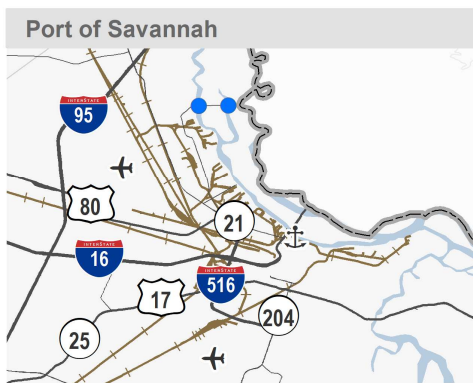 Port of Savannah
INTERSTATE
95
80
21
INTERSTATE
16
INTERSTATE
516
17
204
25